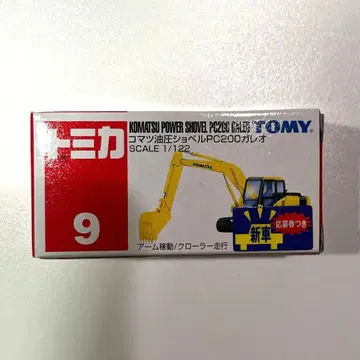 トミカ
KOMATSU POWER SHOVEL PC200 GALEO TOMY
コマツ油圧ショベルPC200ガレオ
SCALE 1/122
KOMATSU
9
応募券つき
新車
アーム稼動/クローラー走行